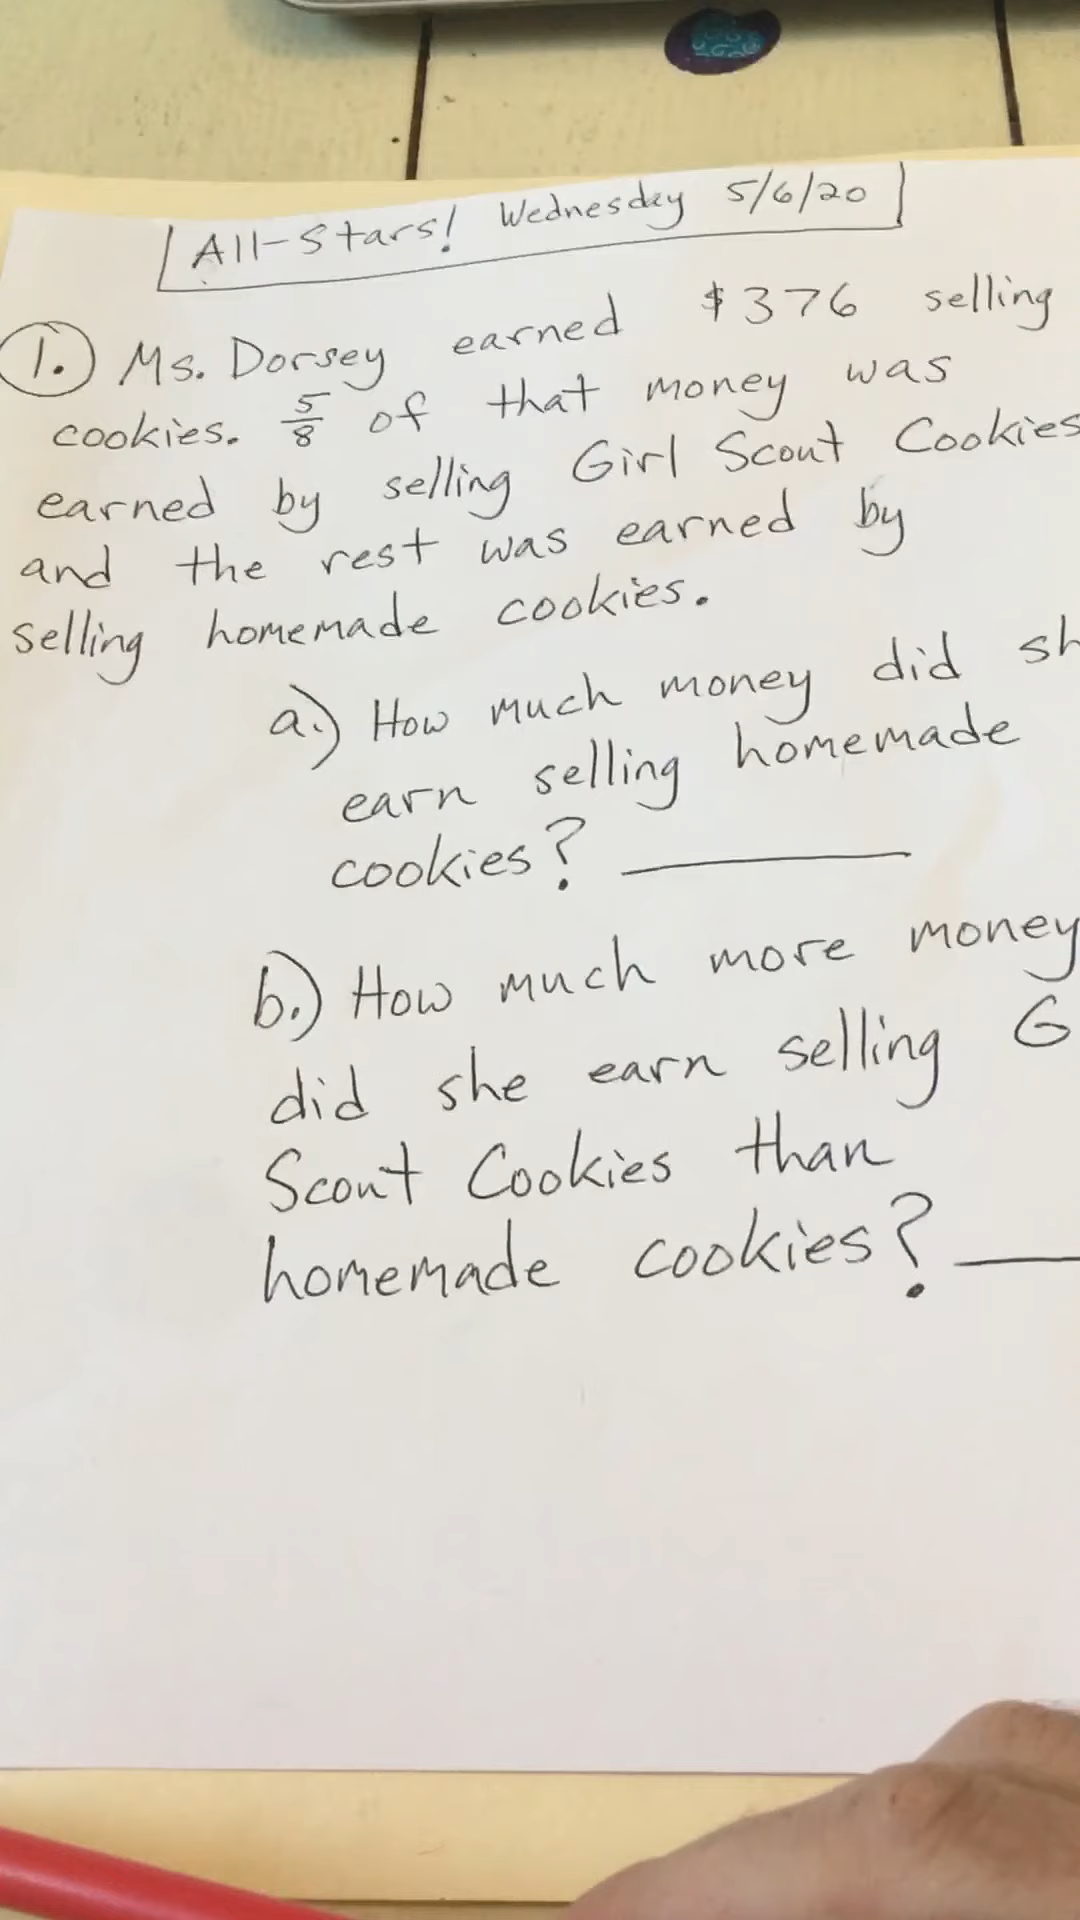 All-Stars! Wednesday 5/6/20
1. Ms. Dorsey earned $376 selling
cookies. 5/8 of that money was
earned by selling Girl Scout Cookies
and the rest was earned by
selling homemade cookies.
a.) How much money did sh
earn selling homemade
cookies?
b.) How much more money
did she earn selling G
Scout Cookies than
homemade cookies?